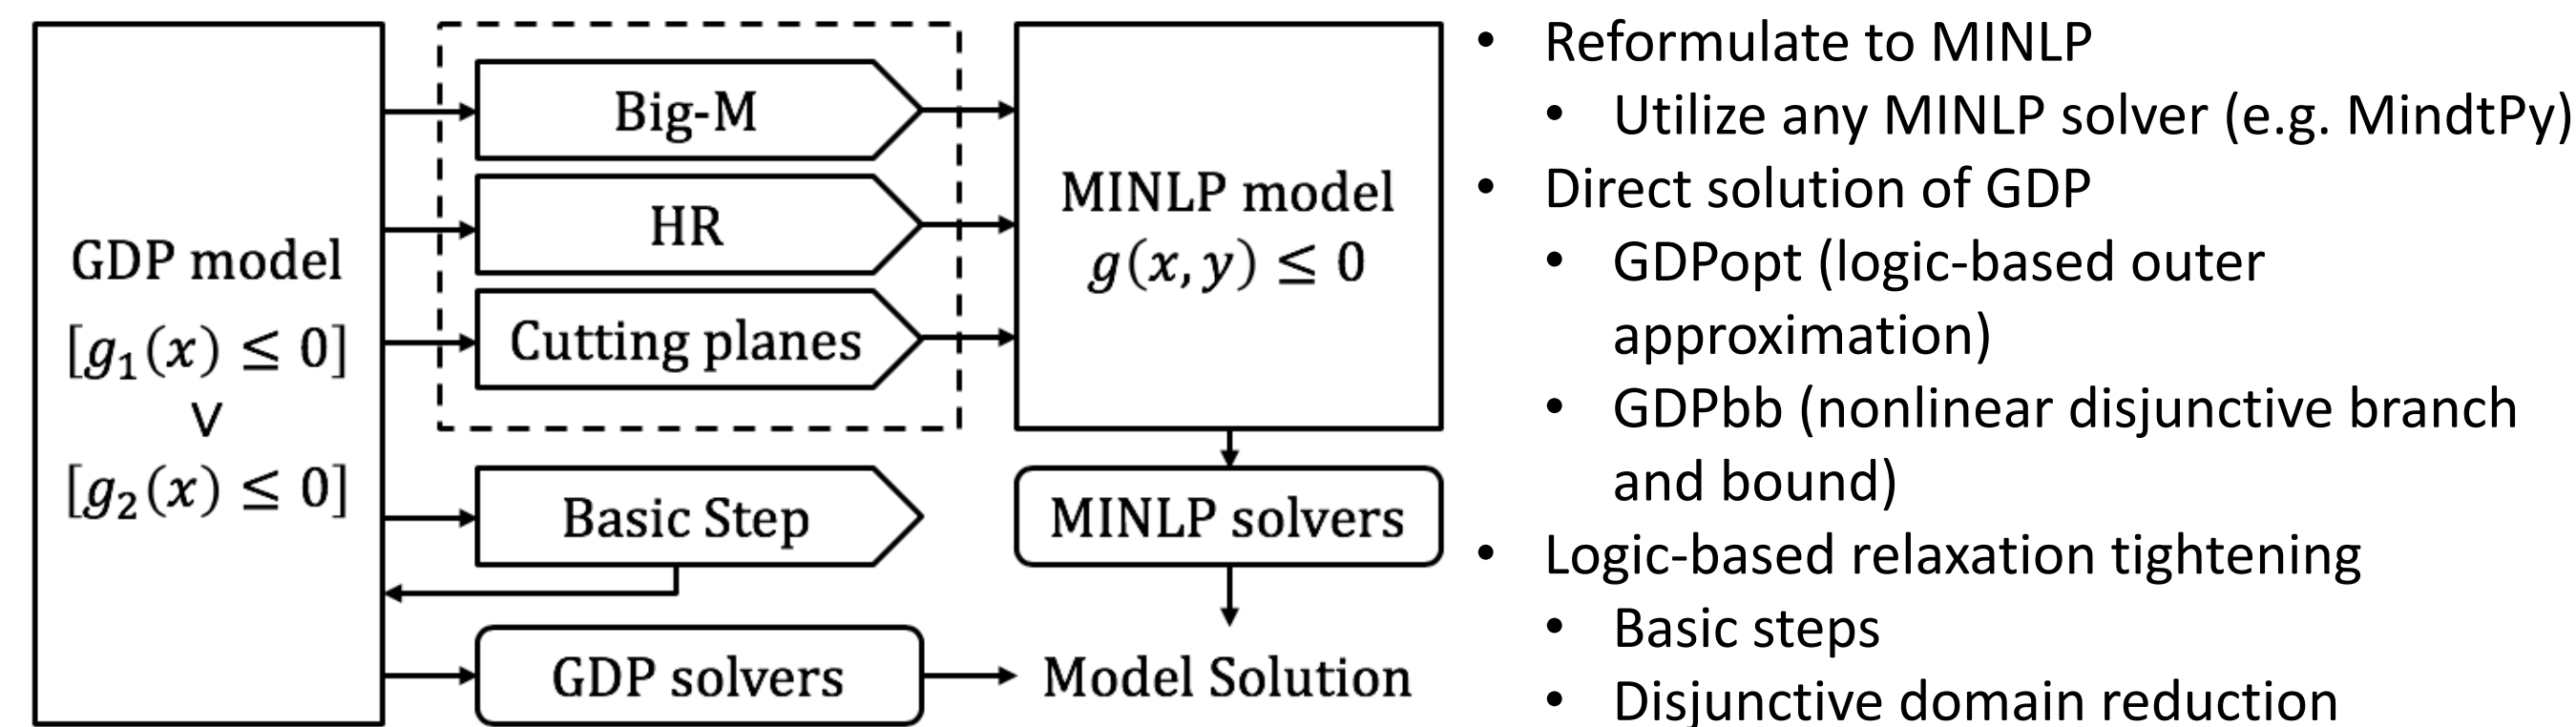 GDP model
[g₁(x) ≤ 0]
∨
[g₂(x) ≤ 0]
Big-M
HR
Cutting planes
Basic Step
GDP solvers
MINLP model
g(x, y) ≤ 0
MINLP solvers
Model Solution
• Reformulate to MINLP
• Utilize any MINLP solver (e.g. MindtPy)
• Direct solution of GDP
• GDPopt (logic-based outer
approximation)
• GDPbb (nonlinear disjunctive branch
and bound)
• Logic-based relaxation tightening
• Basic steps
• Disjunctive domain reduction